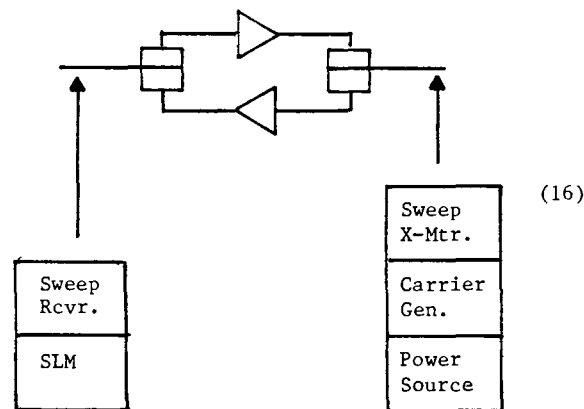 (16)
Sweep
X-Mtr.
Carrier
Gen.
Power
Source
Sweep
Rcvr.
SLM